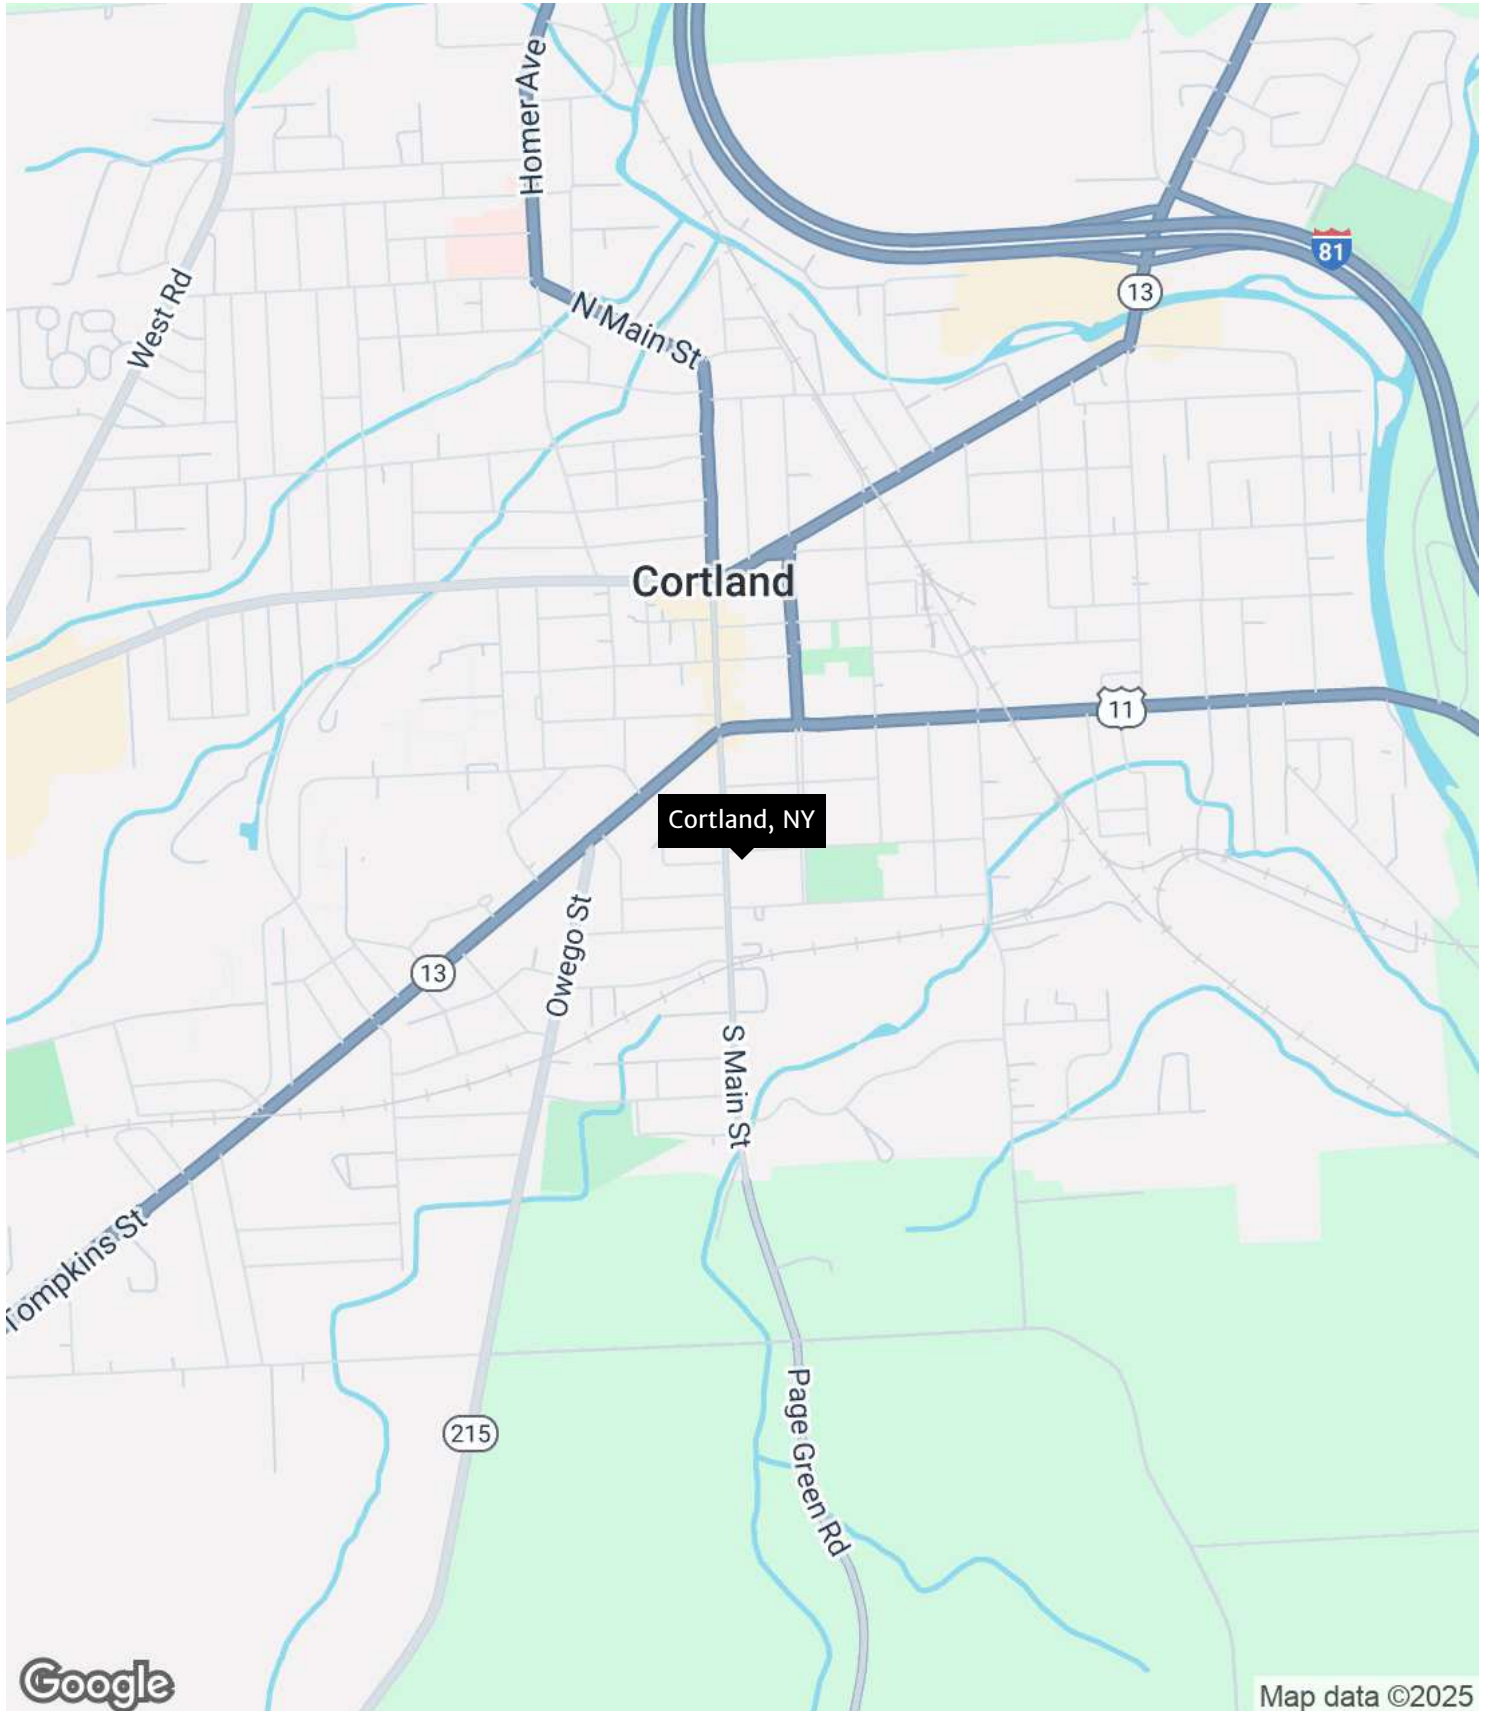 Homer Ave
81
13
West Rd
N Main St
Cortland
11
Cortland, NY
Owego St
13
S Main St
Tompkins St
Page Green Rd
215
Google
Map data ©2025